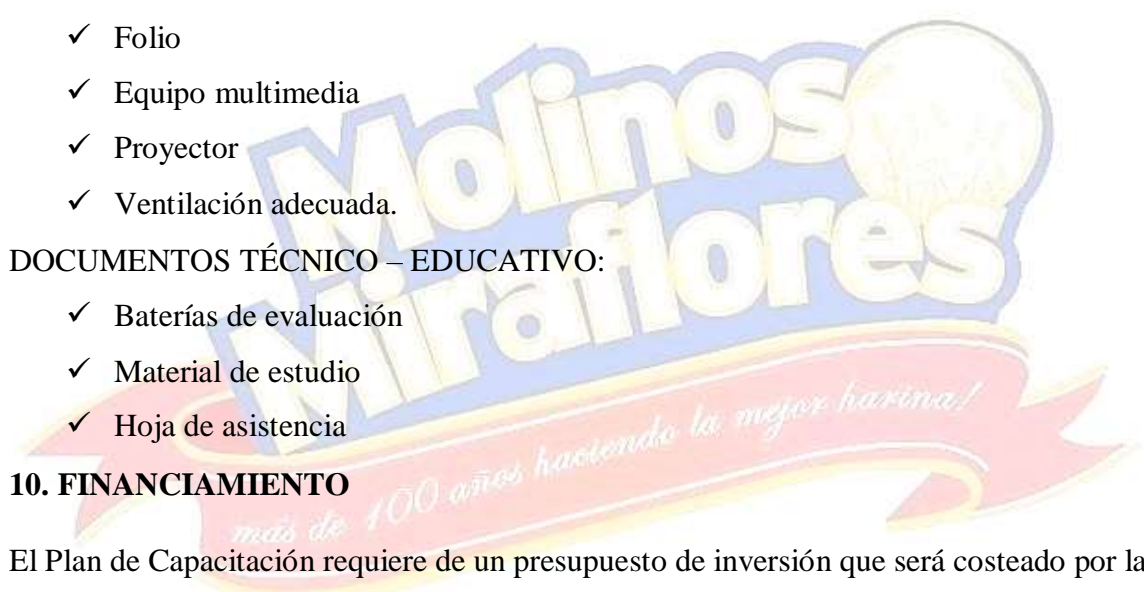 ✓ Folio
✓ Equipo multimedia
✓ Proyector
✓ Ventilación adecuada.
DOCUMENTOS TÉCNICO – EDUCATIVO:
✓ Baterías de evaluación
✓ Material de estudio
✓ Hoja de asistencia
10. FINANCIAMIENTO
El Plan de Capacitación requiere de un presupuesto de inversión que será costeado por la
Molinos
Miraflores
más de 100 años haciendo la mejor harina!